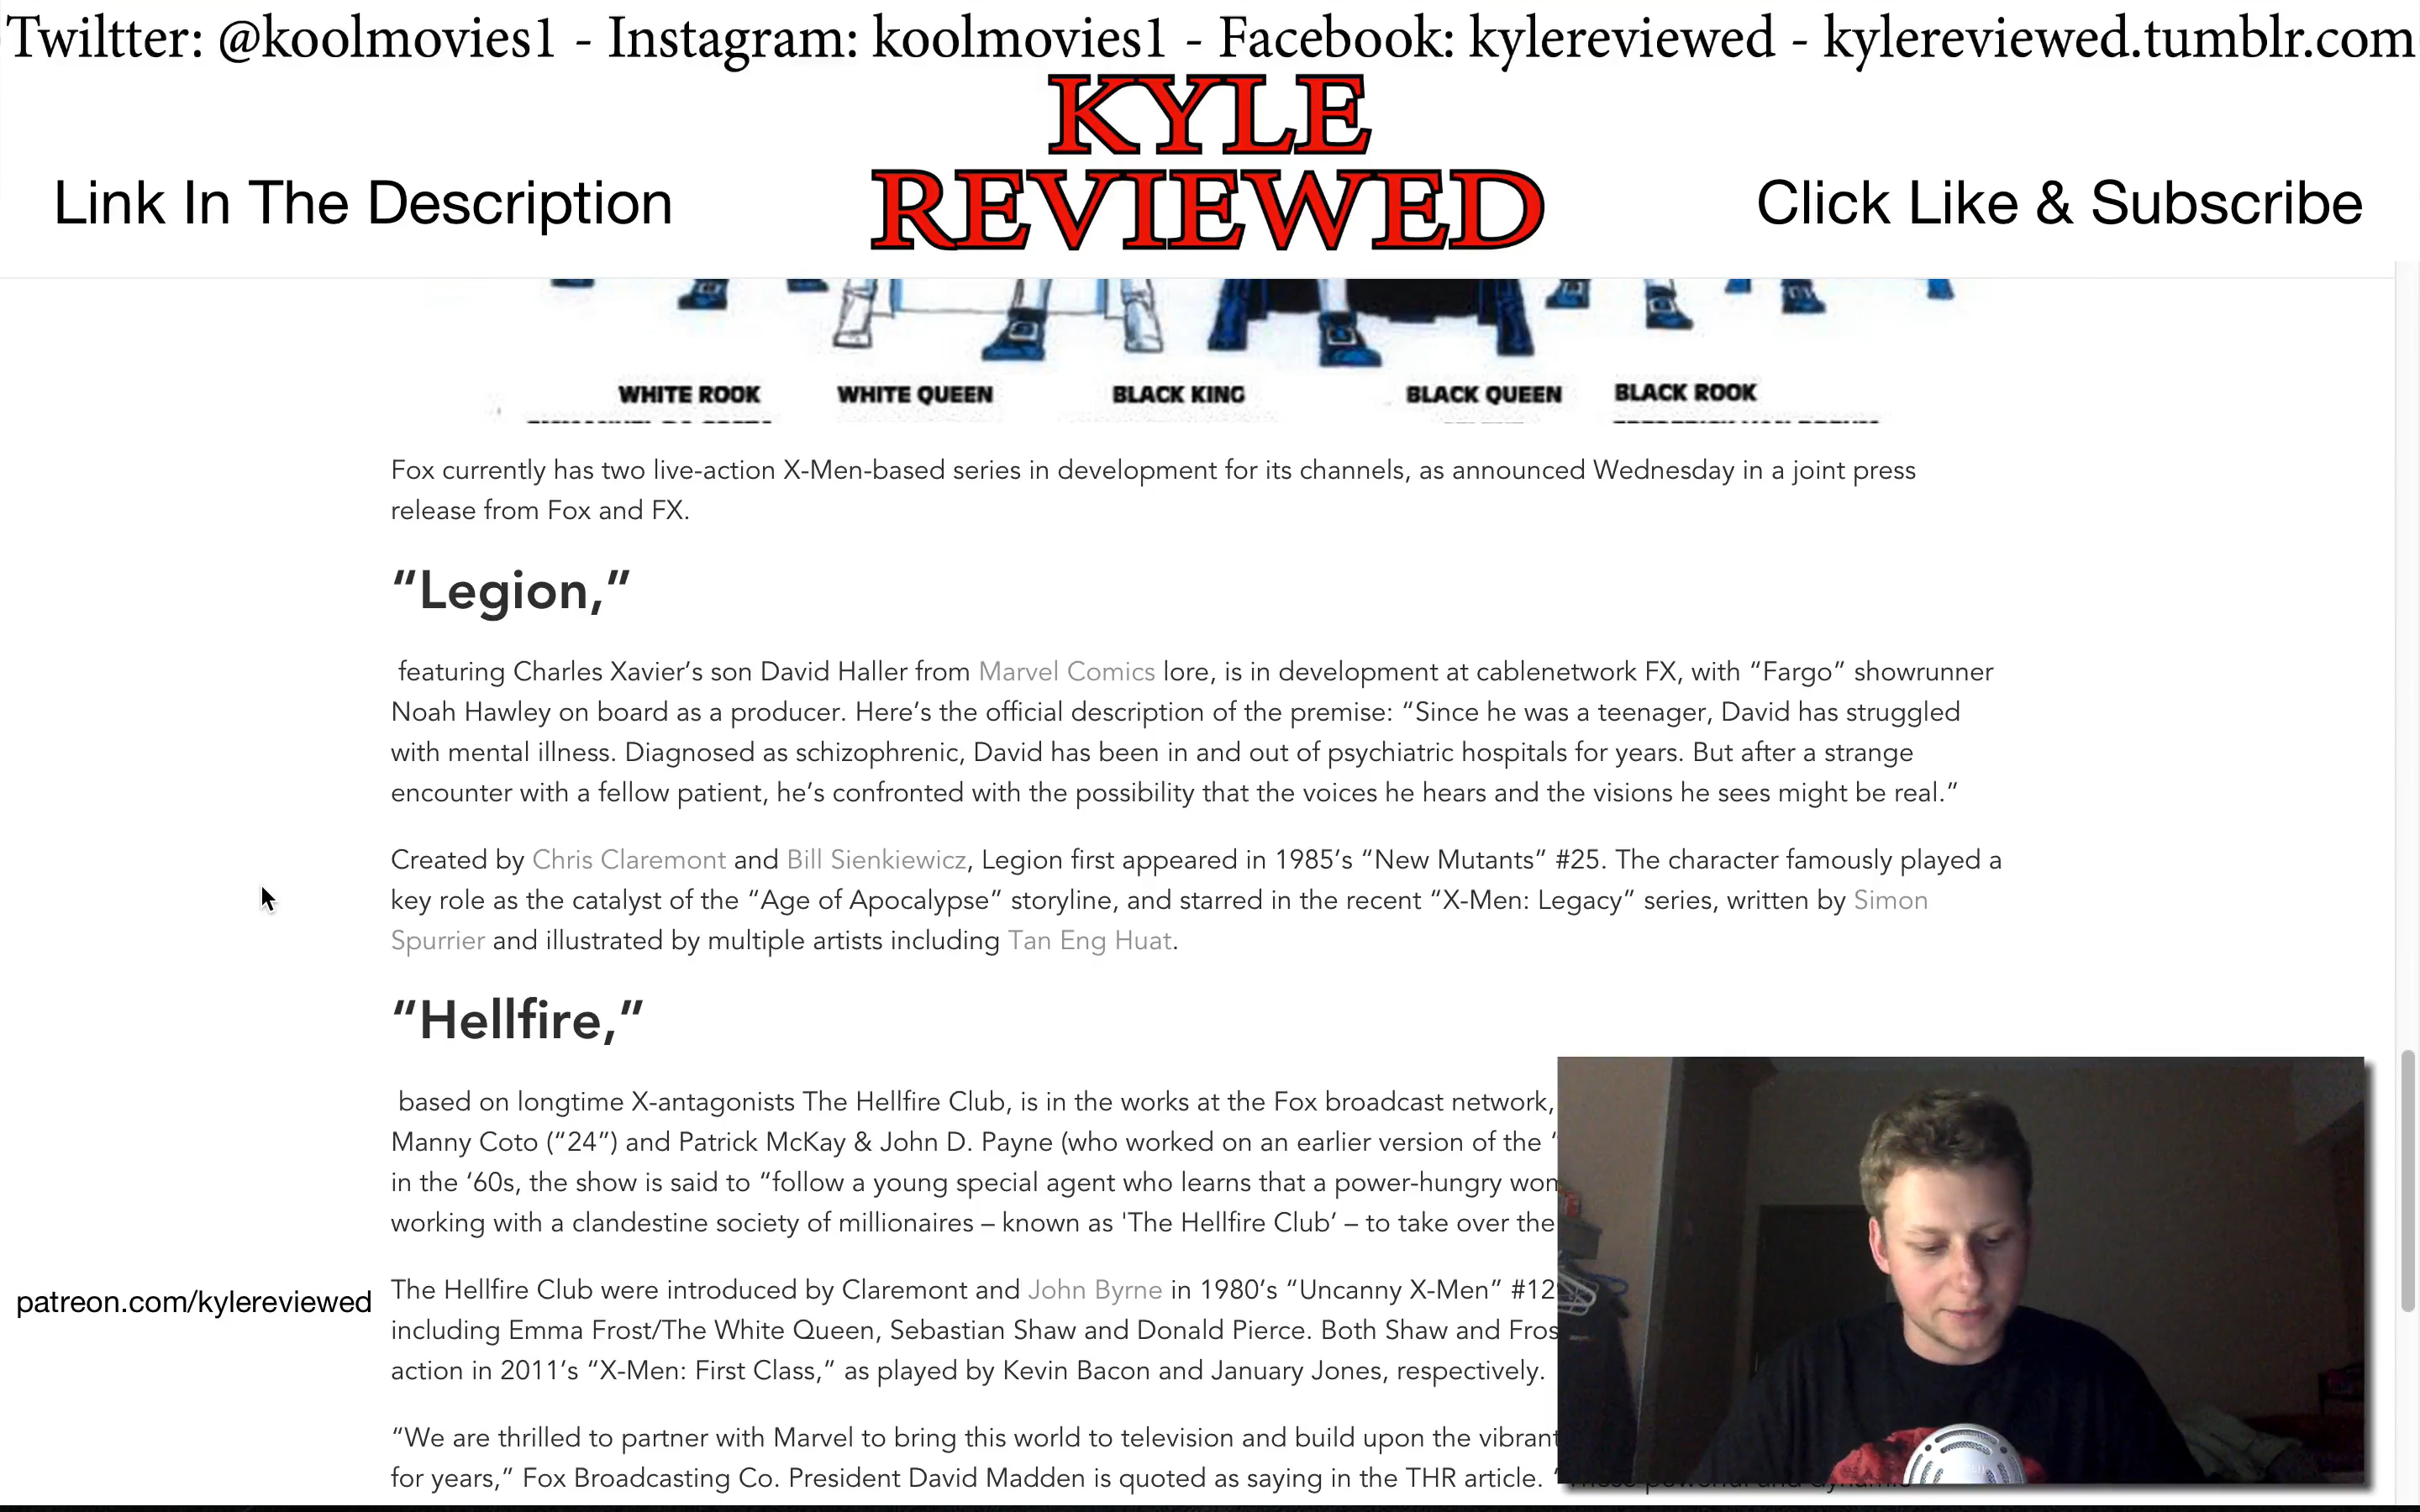 Twiltter: @koolmovies1 - Instagram: koolmovies1 - Facebook: kylereviewed - kylereviewed.tumblr.com
KYLE
REVIEWED
Link In The Description
Click Like & Subscribe
WHITE ROOK WHITE QUEEN BLACK KING BLACK QUEEN BLACK ROOK
Fox currently has two live-action X-Men-based series in development for its channels, as announced Wednesday in a joint press
release from Fox and FX.
“Legion,”
featuring Charles Xavier’s son David Haller from Marvel Comics lore, is in development at cablenetwork FX, with “Fargo” showrunner
Noah Hawley on board as a producer. Here’s the official description of the premise: “Since he was a teenager, David has struggled
with mental illness. Diagnosed as schizophrenic, David has been in and out of psychiatric hospitals for years. But after a strange
encounter with a fellow patient, he’s confronted with the possibility that the voices he hears and the visions he sees might be real.”
Created by Chris Claremont and Bill Sienkiewicz, Legion first appeared in 1985’s “New Mutants” #25. The character famously played a
key role as the catalyst of the “Age of Apocalypse” storyline, and starred in the recent “X-Men: Legacy” series, written by Simon
Spurrier and illustrated by multiple artists including Tan Eng Huat.
“Hellfire,”
based on longtime X-antagonists The Hellfire Club, is in the works at the Fox broadcast network,
Manny Coto (“24”) and Patrick McKay & John D. Payne (who worked on an earlier version of the “
in the ‘60s, the show is said to “follow a young special agent who learns that a power-hungry
working with a clandestine society of millionaires – known as 'The Hellfire Club’ – to take over the
patreon.com/kylereviewed
The Hellfire Club were introduced by Claremont and John Byrne in 1980’s “Uncanny X-Men” #12
including Emma Frost/The White Queen, Sebastian Shaw and Donald Pierce. Both Shaw and
action in 2011’s “X-Men: First Class,” as played by Kevin Bacon and January Jones, respectively.
“We are thrilled to partner with Marvel to bring this world to television and build upon the vibrant
for years,” Fox Broadcasting Co. President David Madden is quoted as saying in the THR article.